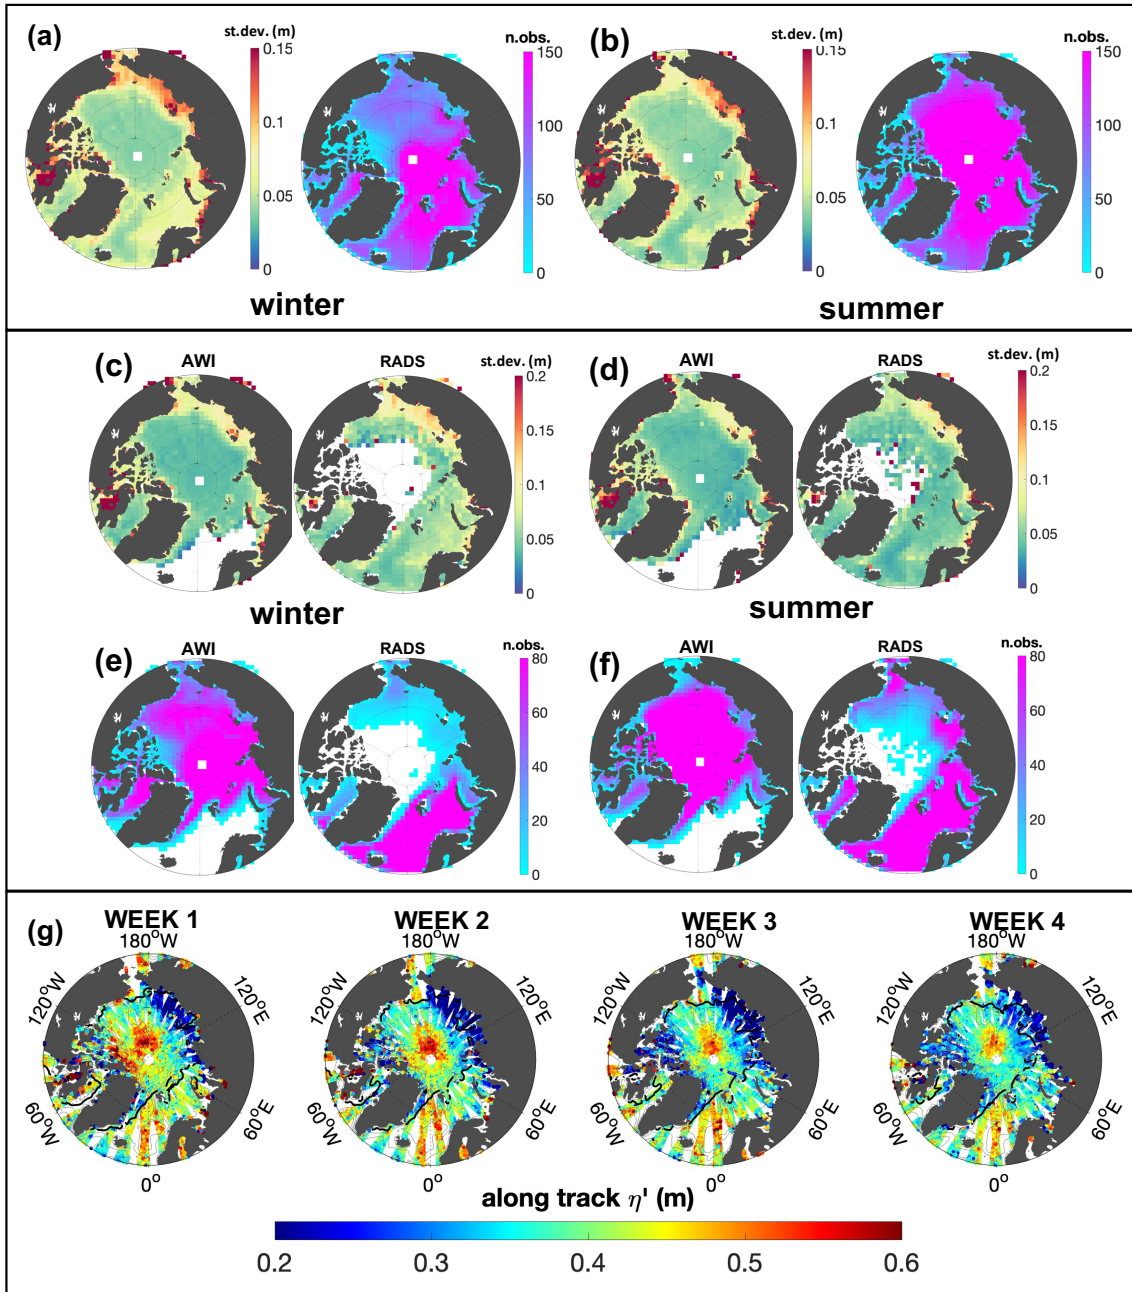 (a)
st.dev. (m)
0.15
0.1
0.05
0
n.obs.
150
100
50
0
winter
(b)
st.dev. (m)
0.15
0.1
0.05
0
n.obs.
150
100
50
0
summer
(c)
AWI
RADS
st.dev. (m)
0.2
0.15
0.1
0.05
0
winter
(d)
AWI
RADS
st.dev. (m)
0.2
0.15
0.1
0.05
0
summer
(e)
AWI
RADS
n.obs.
80
60
40
20
0
(f)
AWI
RADS
n.obs.
80
60
40
20
0
(g)
WEEK 1
180°W
120°W
120°E
60°W
60°E
0°
WEEK 2
180°W
120°W
120°E
60°W
60°E
0°
WEEK 3
180°W
120°W
120°E
60°W
60°E
0°
WEEK 4
180°W
120°W
120°E
60°W
60°E
0°
along track η' (m)
0.2 0.3 0.4 0.5 0.6